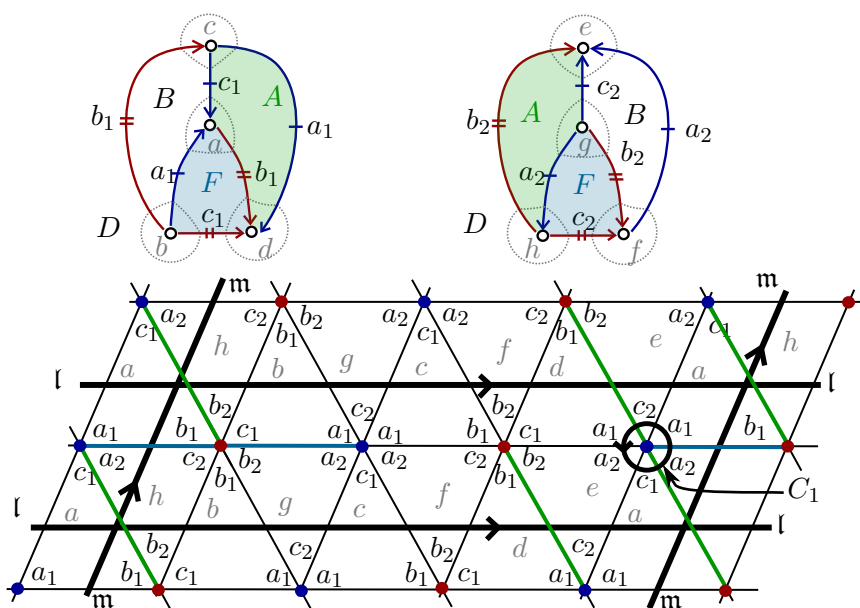 c e
B A c₁ A B c₂
b₁ a a₁ b₂ g a₂
a₁ F b₁ a₂ F b₂
D c₁ D c₂
b d h f
m m
c₁ a₂ c₂ b₂ a₂ a₂ b₂ a₂ c₁
h b₁ c₁ f b₁ e h
l a b g c d a l
b₂ c₂ b₂ c₂
a₁ b₁ c₁ a₁ a₁ b₁ c₁ a₁ a₁ b₁
a₂ c₂ b₂ a₂ a₂ c₂ b₂ a₂ a₂
c₁ b₁ c₁ b₁ c₁ C₁
l a h b g c f e a l
b₂ c₂ b₂ d c₂
a₁ b₁ c₁ a₁ a₁ b₁ c₁ a₁ a₁
m m